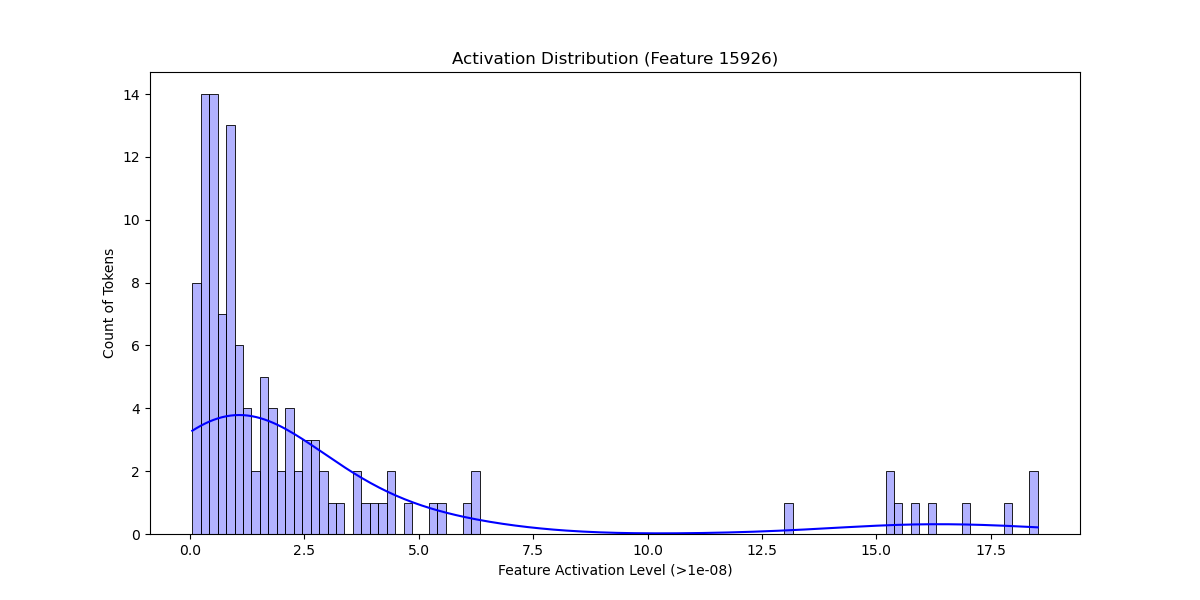 Activation Distribution (Feature 15926)
14
12
10
8
6
4
2
0
Count of Tokens
0.0 2.5 5.0 7.5 10.0 12.5 15.0 17.5
Feature Activation Level (>1e-08)